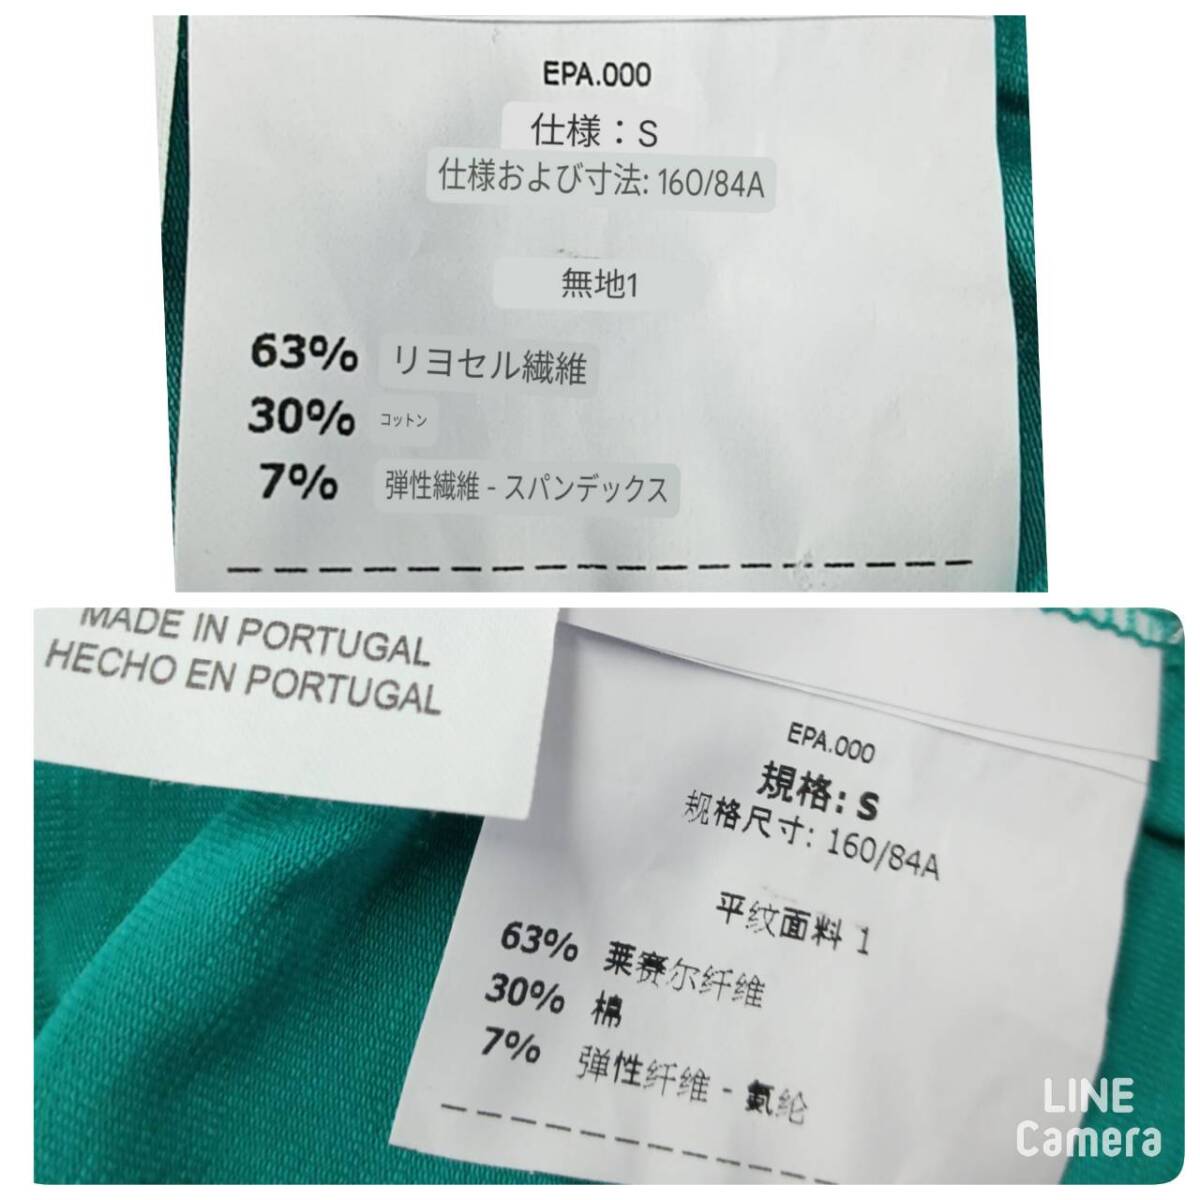 EPA.000
仕様：S
仕様および寸法: 160/84A
無地1
63% リヨセル繊維
30% コットン
7% 弾性繊維 - スパンデックス
MADE IN PORTUGAL
HECHO EN PORTUGAL
EPA.000
規格: S
规格尺寸: 160/84A
平纹面料 1
63% 莱赛尔纤维
30% 棉
7% 弹性纤维 - 氨纶
LINE
Camera